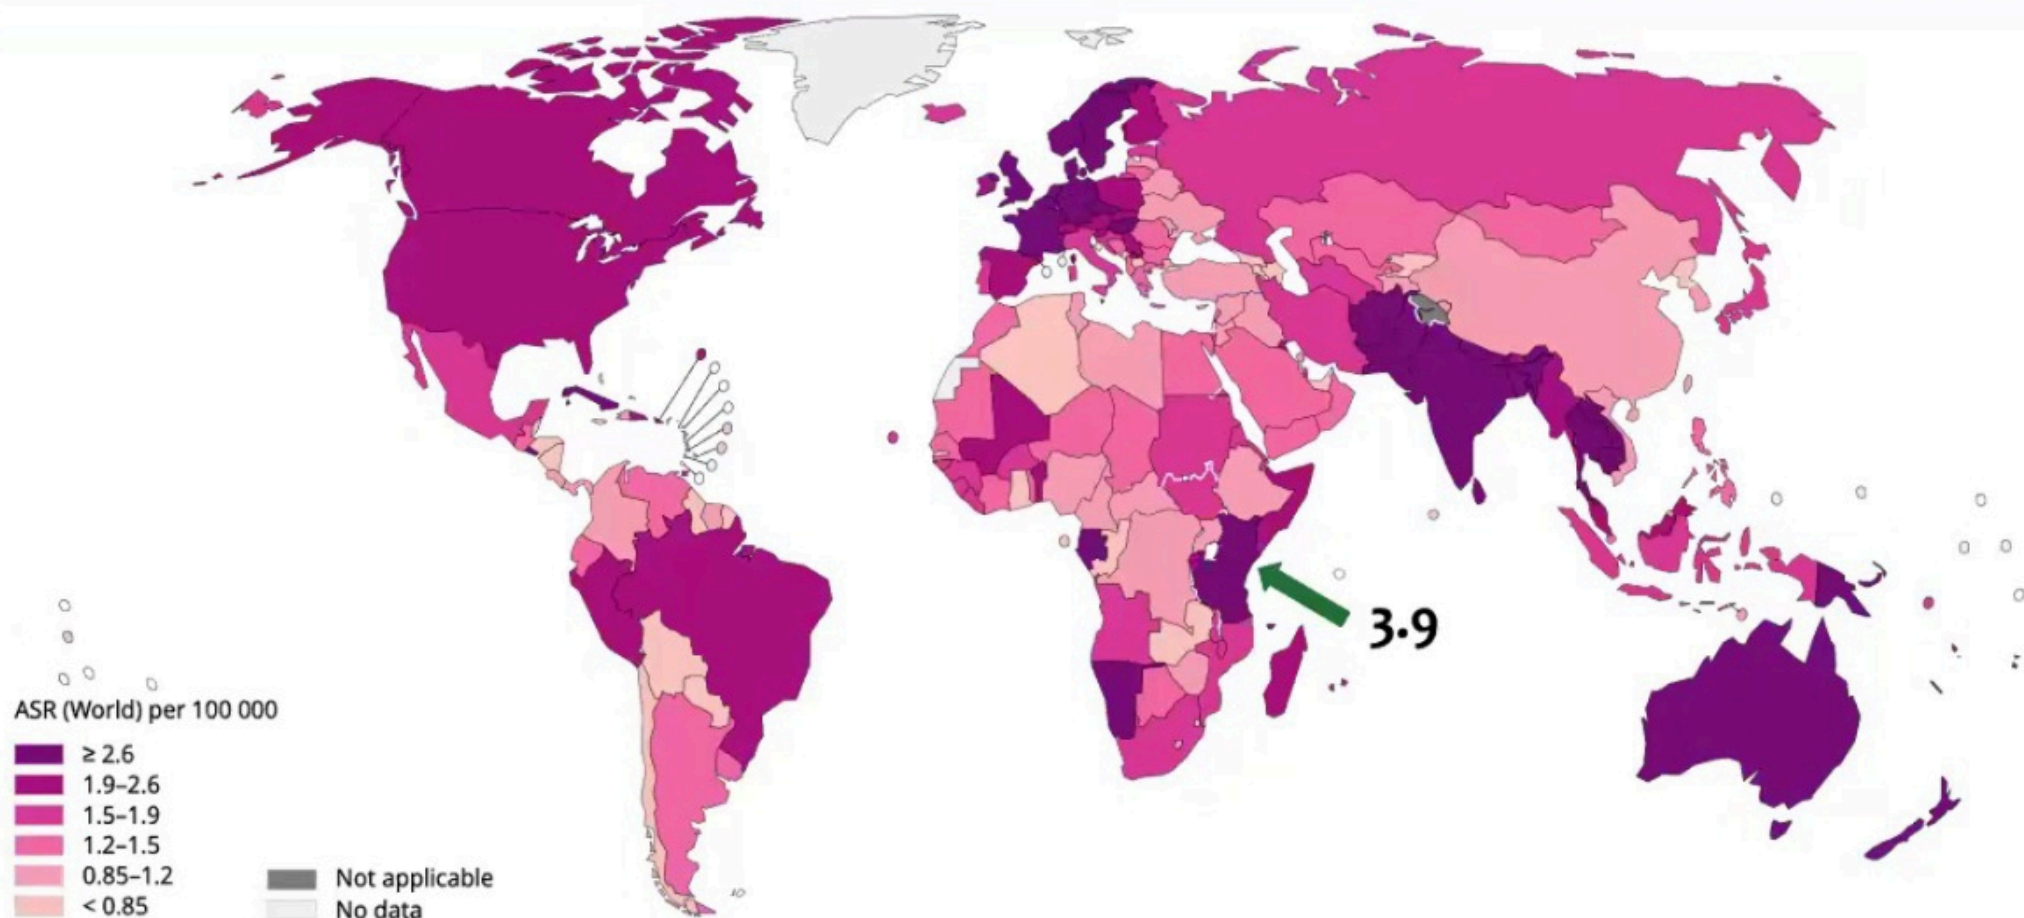 3·9
ASR (World) per 100 000
≥ 2.6
1.9–2.6
1.5–1.9
1.2–1.5
0.85–1.2
< 0.85
Not applicable
No data